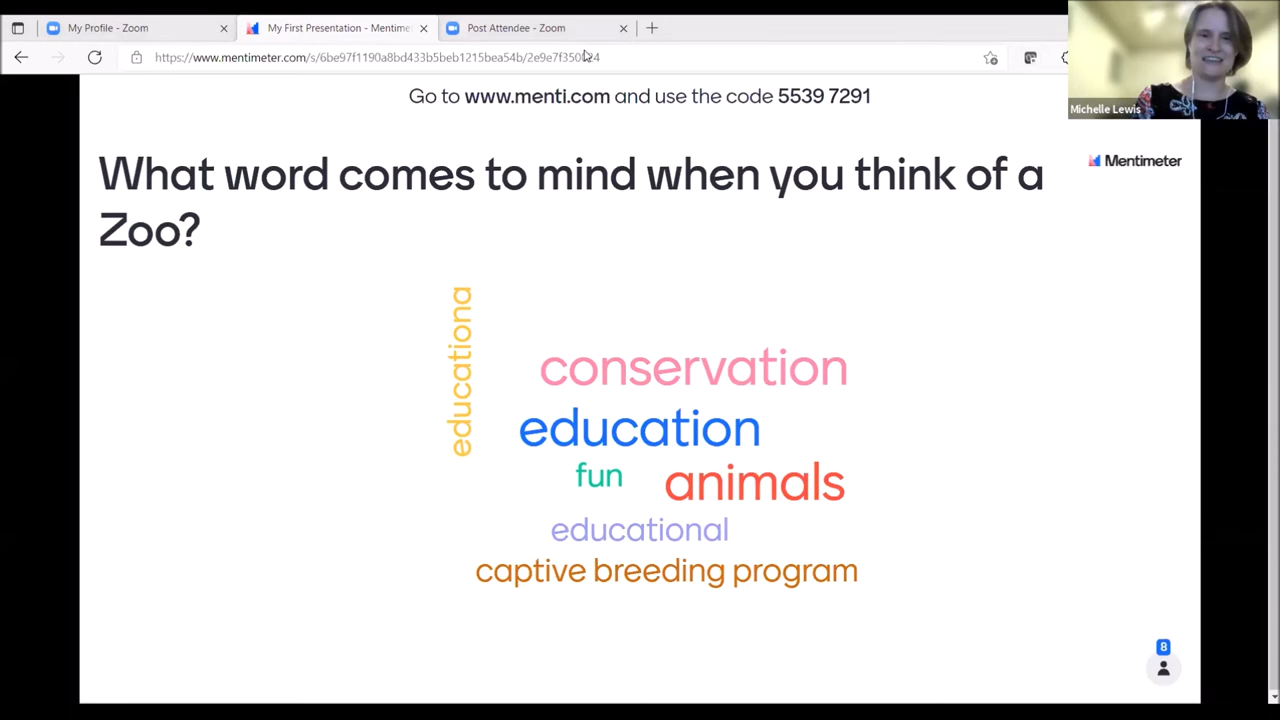 My Profile - Zoom
My First Presentation - Mentime
Post Attendee - Zoom
Michelle Lewis
Go to www.menti.com and use the code 5539 7291
Mentimeter
What word comes to mind when you think of a
Zoo?
educationa
conservation
education
fun
animals
educational
captive breeding program
8